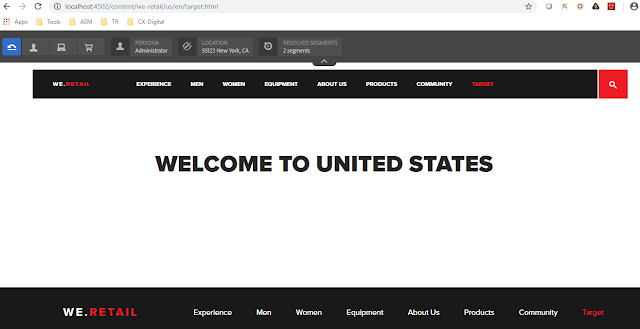 localhost:4502/content/we-retail/us/en/target.html
Apps Tools AEM TR CX-Digital
PERSONA
Administrator
LOCATION
55123 New York, CA
RESOLVED SEGMENTS
2 segments
WE.RETAIL EXPERIENCE MEN WOMEN EQUIPMENT ABOUT US PRODUCTS COMMUNITY TARGET
WELCOME TO UNITED STATES
WE.RETAIL Experience Men Women Equipment About Us Products Community Target